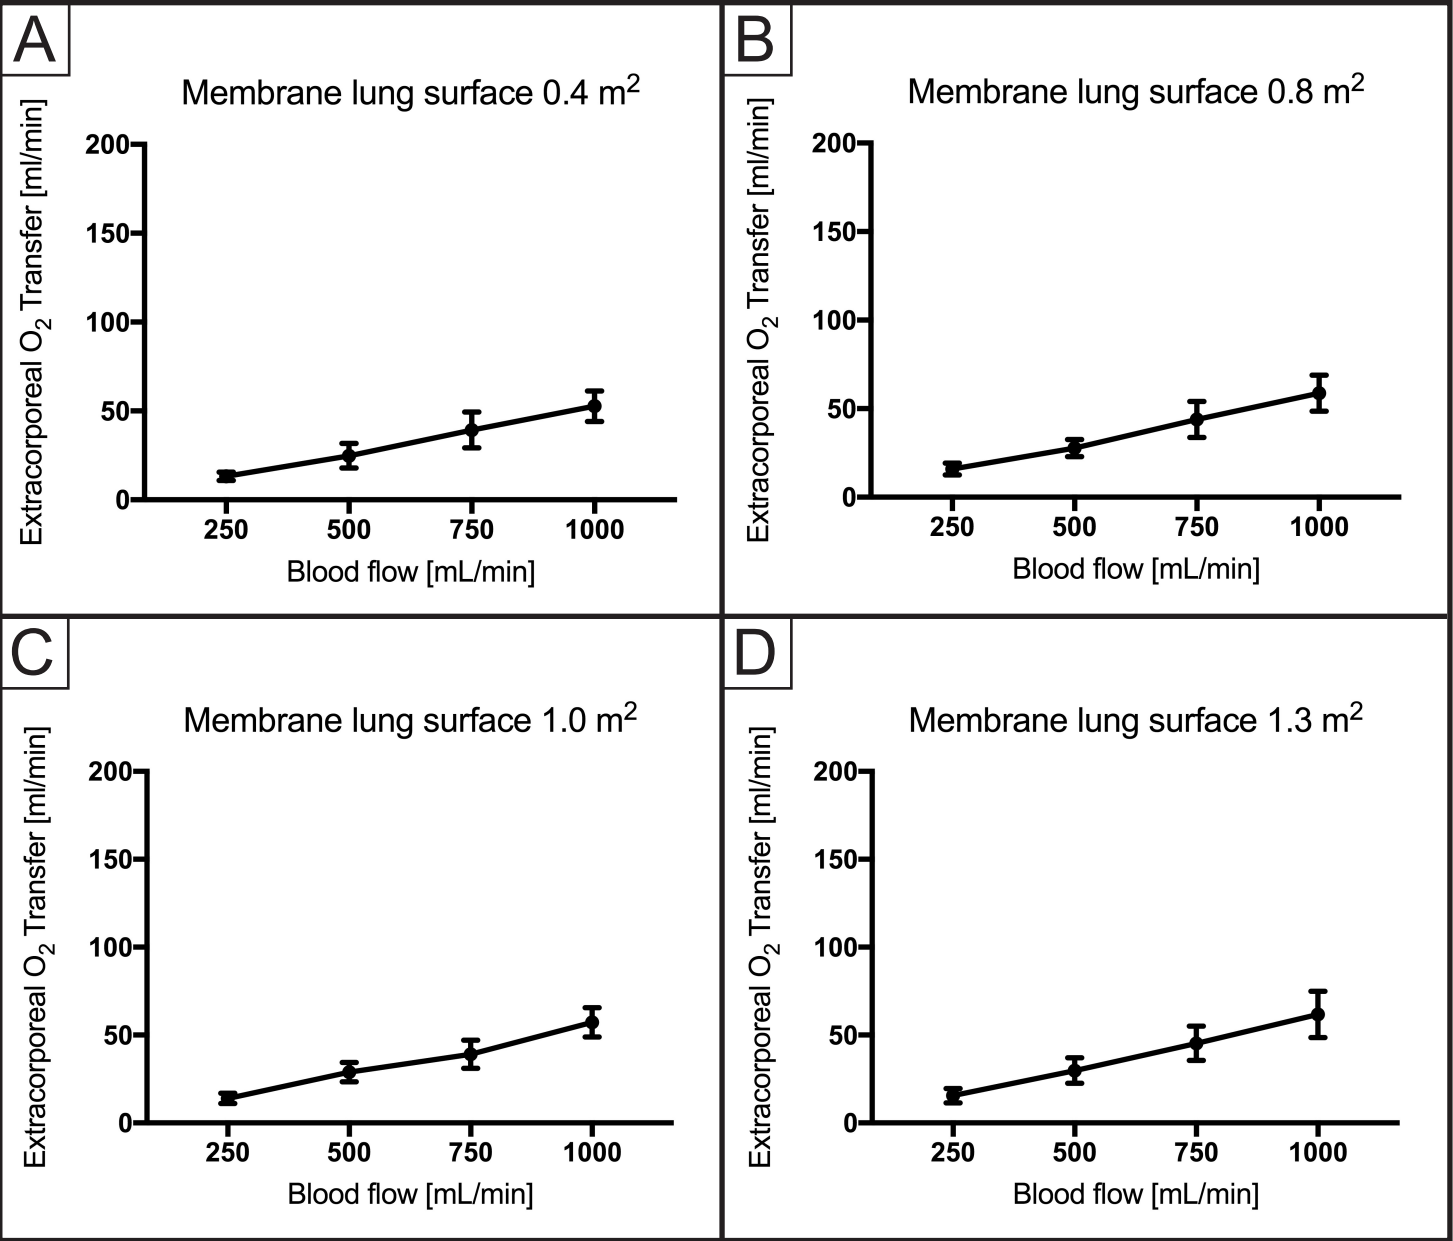 A
Membrane lung surface 0.4 m²
Extracorporeal O₂ Transfer [ml/min]
200
150
100
50
0
250 500 750 1000
Blood flow [mL/min]
B
Membrane lung surface 0.8 m²
Extracorporeal O₂ Transfer [ml/min]
200
150
100
50
0
250 500 750 1000
Blood flow [mL/min]
C
Membrane lung surface 1.0 m²
Extracorporeal O₂ Transfer [ml/min]
200
150
100
50
0
250 500 750 1000
Blood flow [mL/min]
D
Membrane lung surface 1.3 m²
Extracorporeal O₂ Transfer [ml/min]
200
150
100
50
0
250 500 750 1000
Blood flow [mL/min]